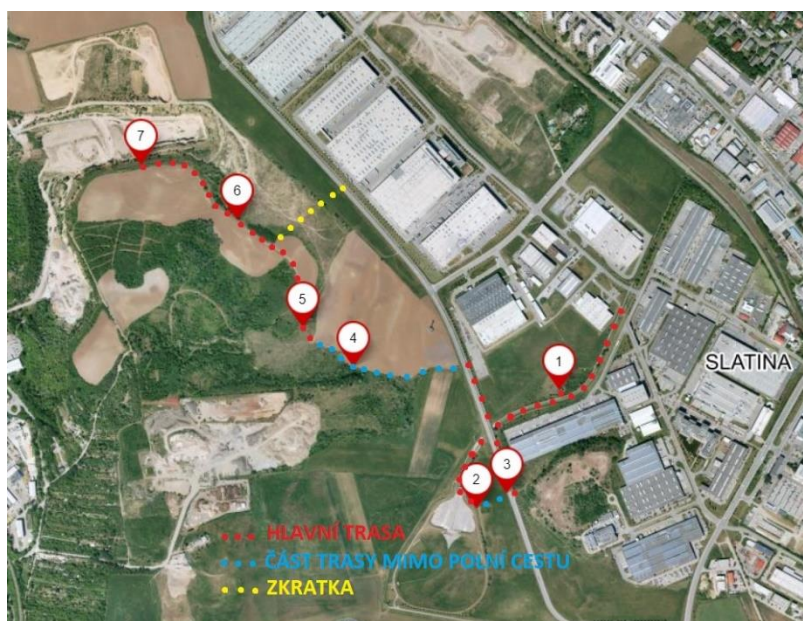 7
6
5
4
1
SLATINA
3
2
HLAVNÍ TRASA
ČÁST TRASY MIMO POLNÍ CESTU
ZKRATKA